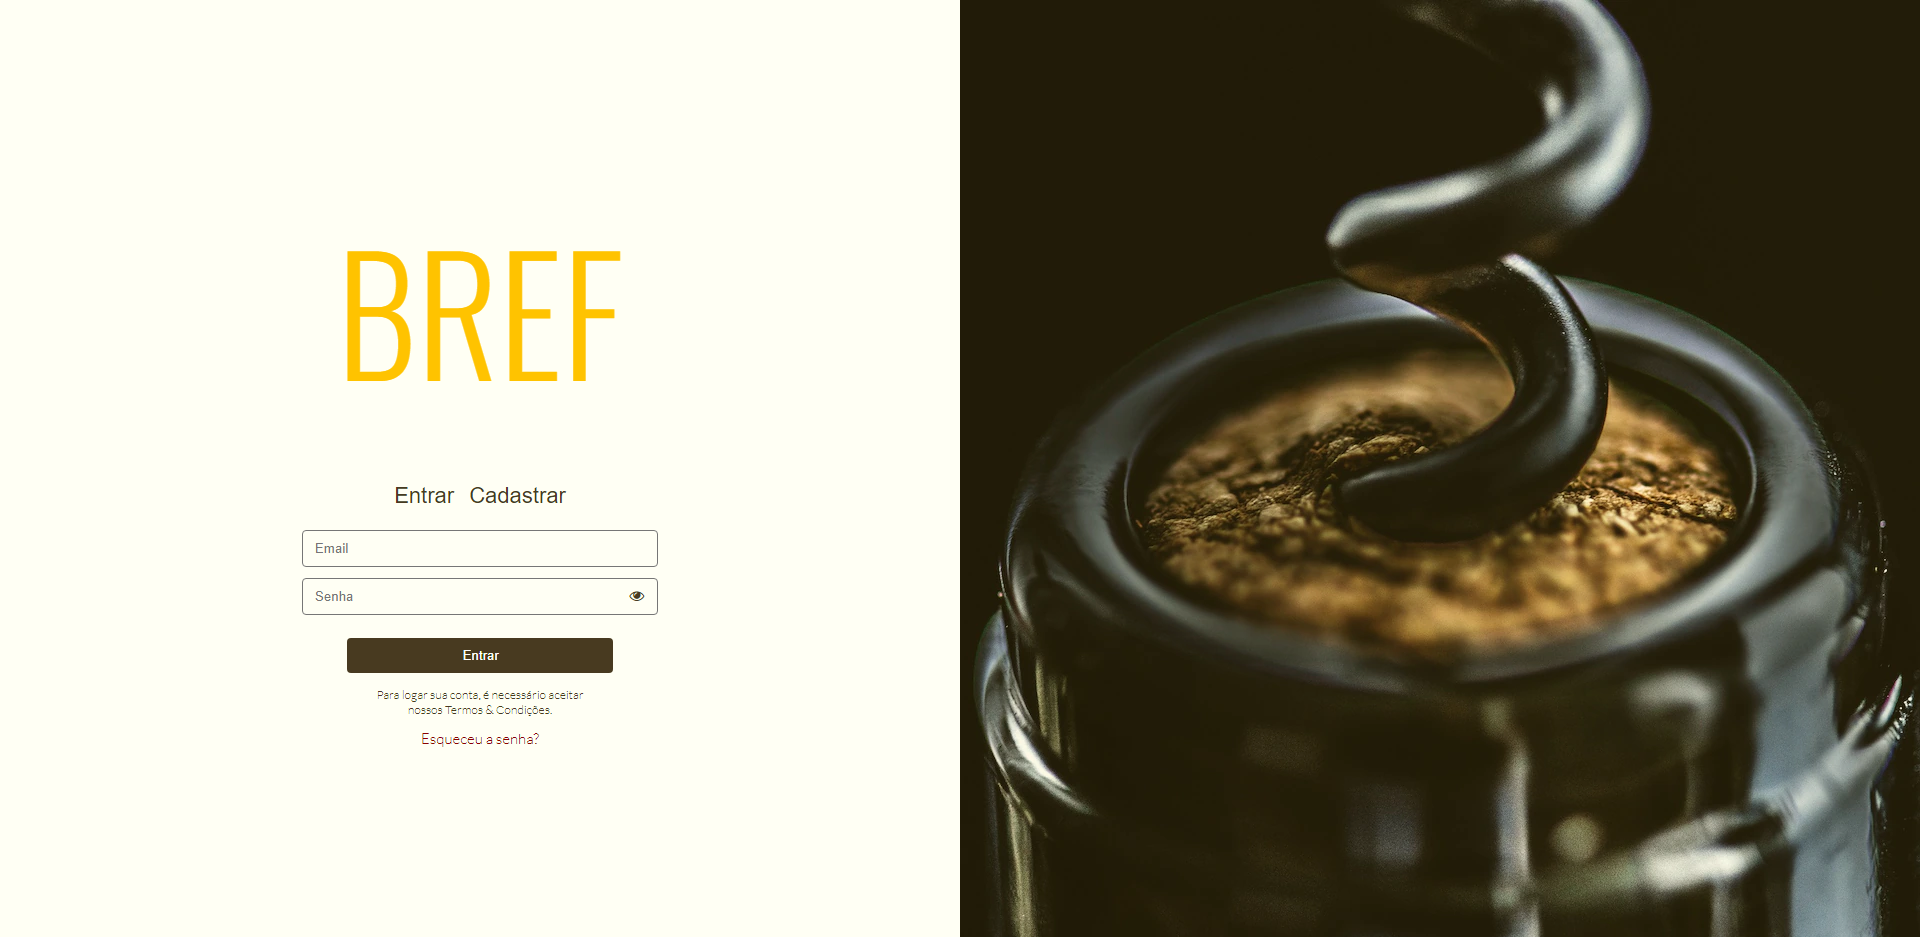 BREF
Entrar Cadastrar
Email
Senha
Entrar
Para logar sua conta, é necessário aceitar
nossos Termos & Condições.
Esqueceu a senha?